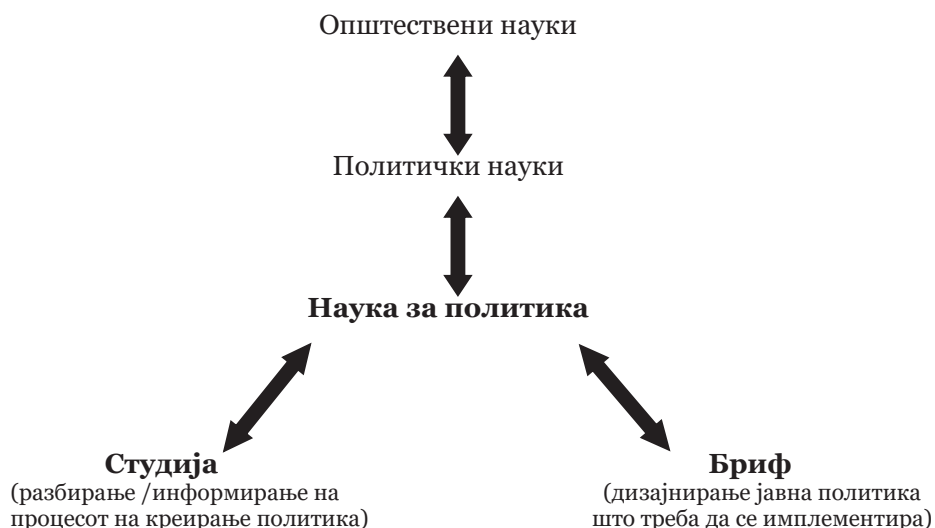 Општествени науки
Политички науки
Наука за политика
Студија
(разбирање /информирање на
процесот на креирање политика)
Бриф
(дизајнирање јавна политика
што треба да се имплементира)